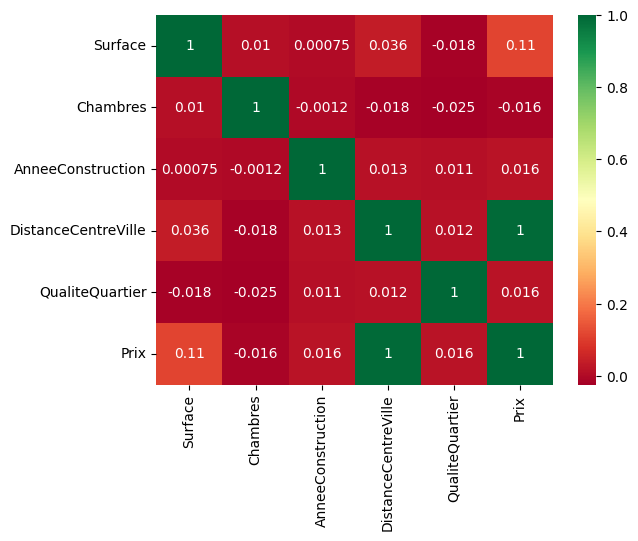 Surface 1 0.01 0.00075 0.036 -0.018 0.11
Chambres 0.01 1 -0.0012 -0.018 -0.025 -0.016
AnneeConstruction 0.00075 -0.0012 1 0.013 0.011 0.016
DistanceCentreVille 0.036 -0.018 0.013 1 0.012 1
QualiteQuartier -0.018 -0.025 0.011 0.012 1 0.016
Prix 0.11 -0.016 0.016 1 0.016 1
Surface
Chambres
AnneeConstruction
DistanceCentreVille
QualiteQuartier
Prix
1.0
0.8
0.6
0.4
0.2
0.0